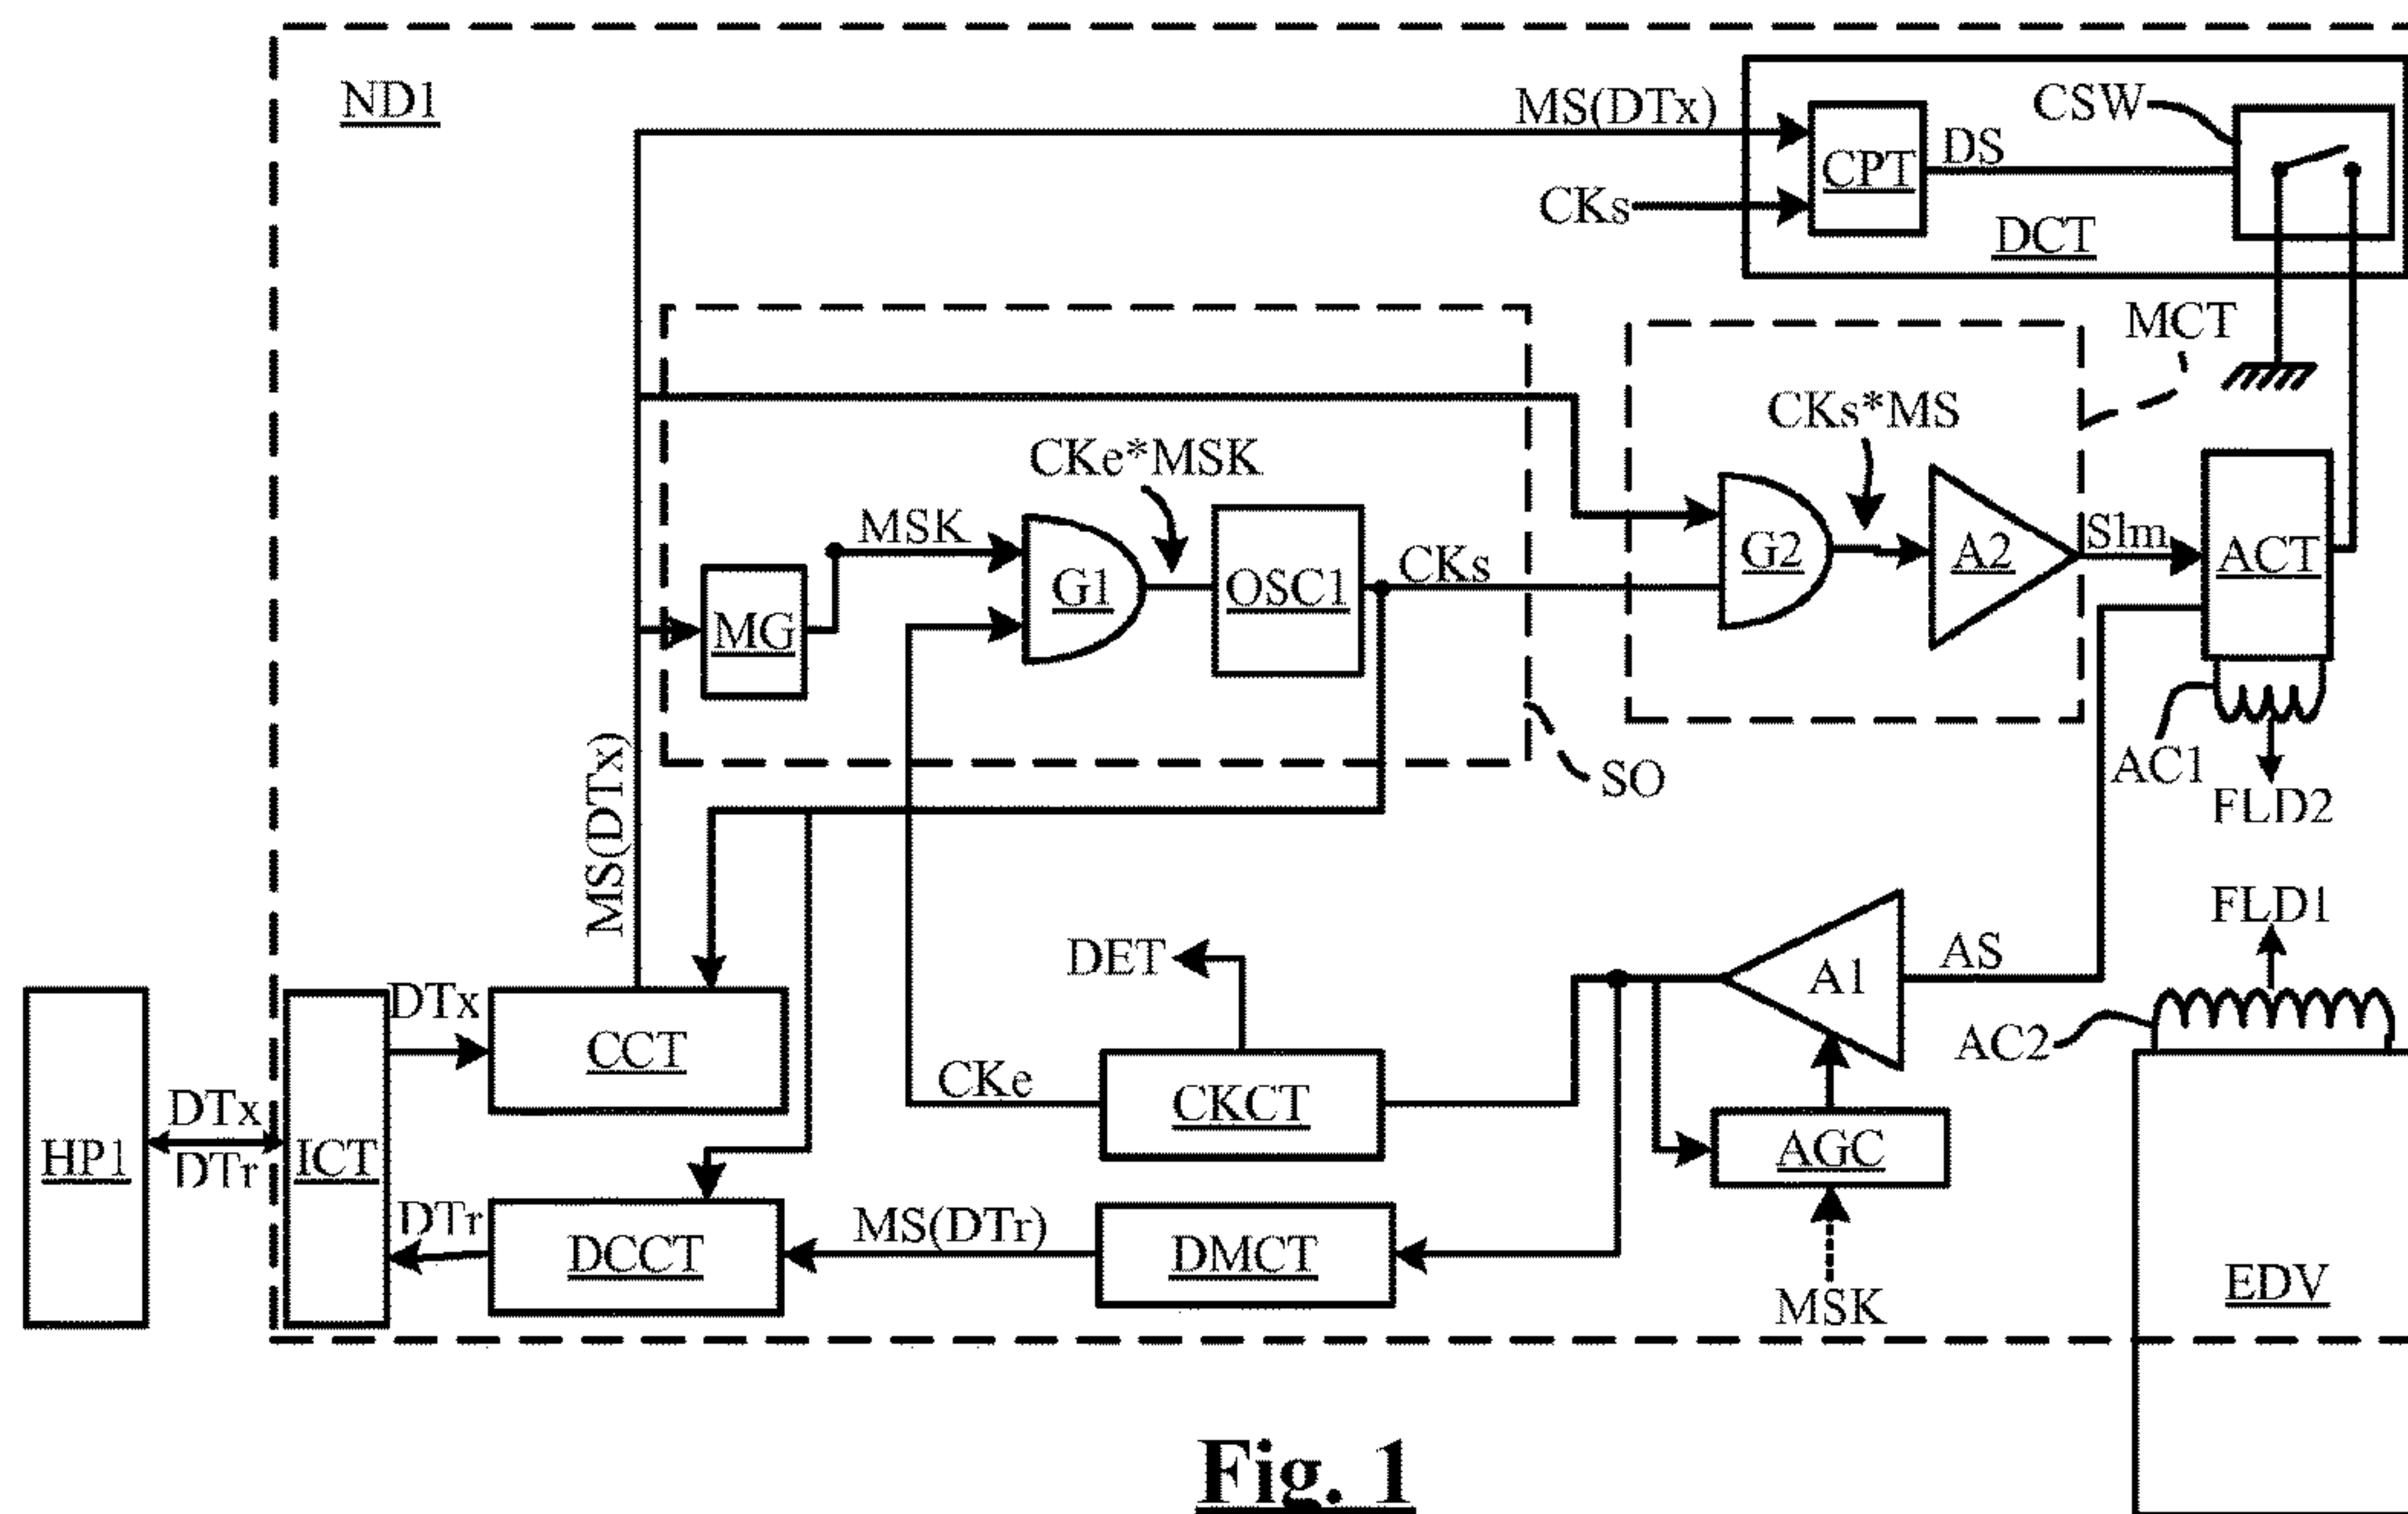 ND1
MS(DTx)
CKs
CPT
DS
CSW
DCT
MCT
CKe*MSK
CKs*MS
MSK
MG
G1
OSC1
CKs
G2
A2
Slm
ACT
AC1
FLD2
SO
MS(DTx)
FLD1
DET
A1
AS
AC2
DTx
CCT
CKe
CKCT
AGC
HP1
DTx
DTr
ICT
DTr
DCCT
MS(DTr)
DMCT
MSK
EDV
Fig. 1